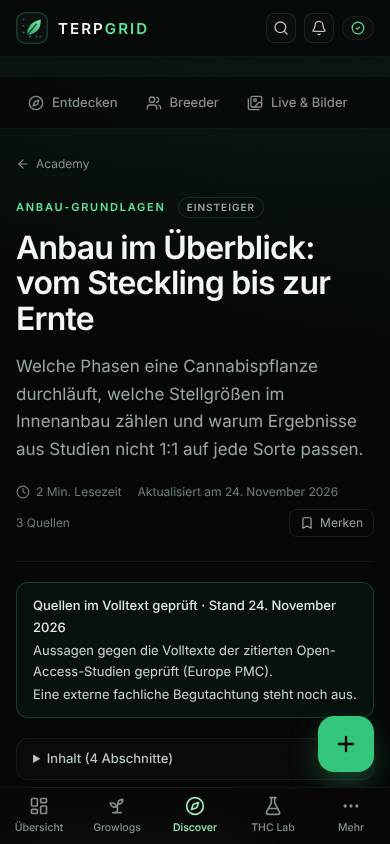 TERPGRID
Entdecken Breeder Live & Bilder
Academy
ANBAU-GRUNDLAGEN EINSTEIGER
Anbau im Überblick:
vom Steckling bis zur
Ernte
Welche Phasen eine Cannabispflanze
durchläuft, welche Stellgrößen im
Innenanbau zählen und warum Ergebnisse
aus Studien nicht 1:1 auf jede Sorte passen.
2 Min. Lesezeit Aktualisiert am 24. November 2026
3 Quellen Merken
Quellen im Volltext geprüft · Stand 24. November
2026
Aussagen gegen die Volltexte der zitierten Open-
Access-Studien geprüft (Europe PMC).
Eine externe fachliche Begutachtung steht noch aus.
Inhalt (4 Abschnitte)
Übersicht Growlogs Discover THC Lab Mehr